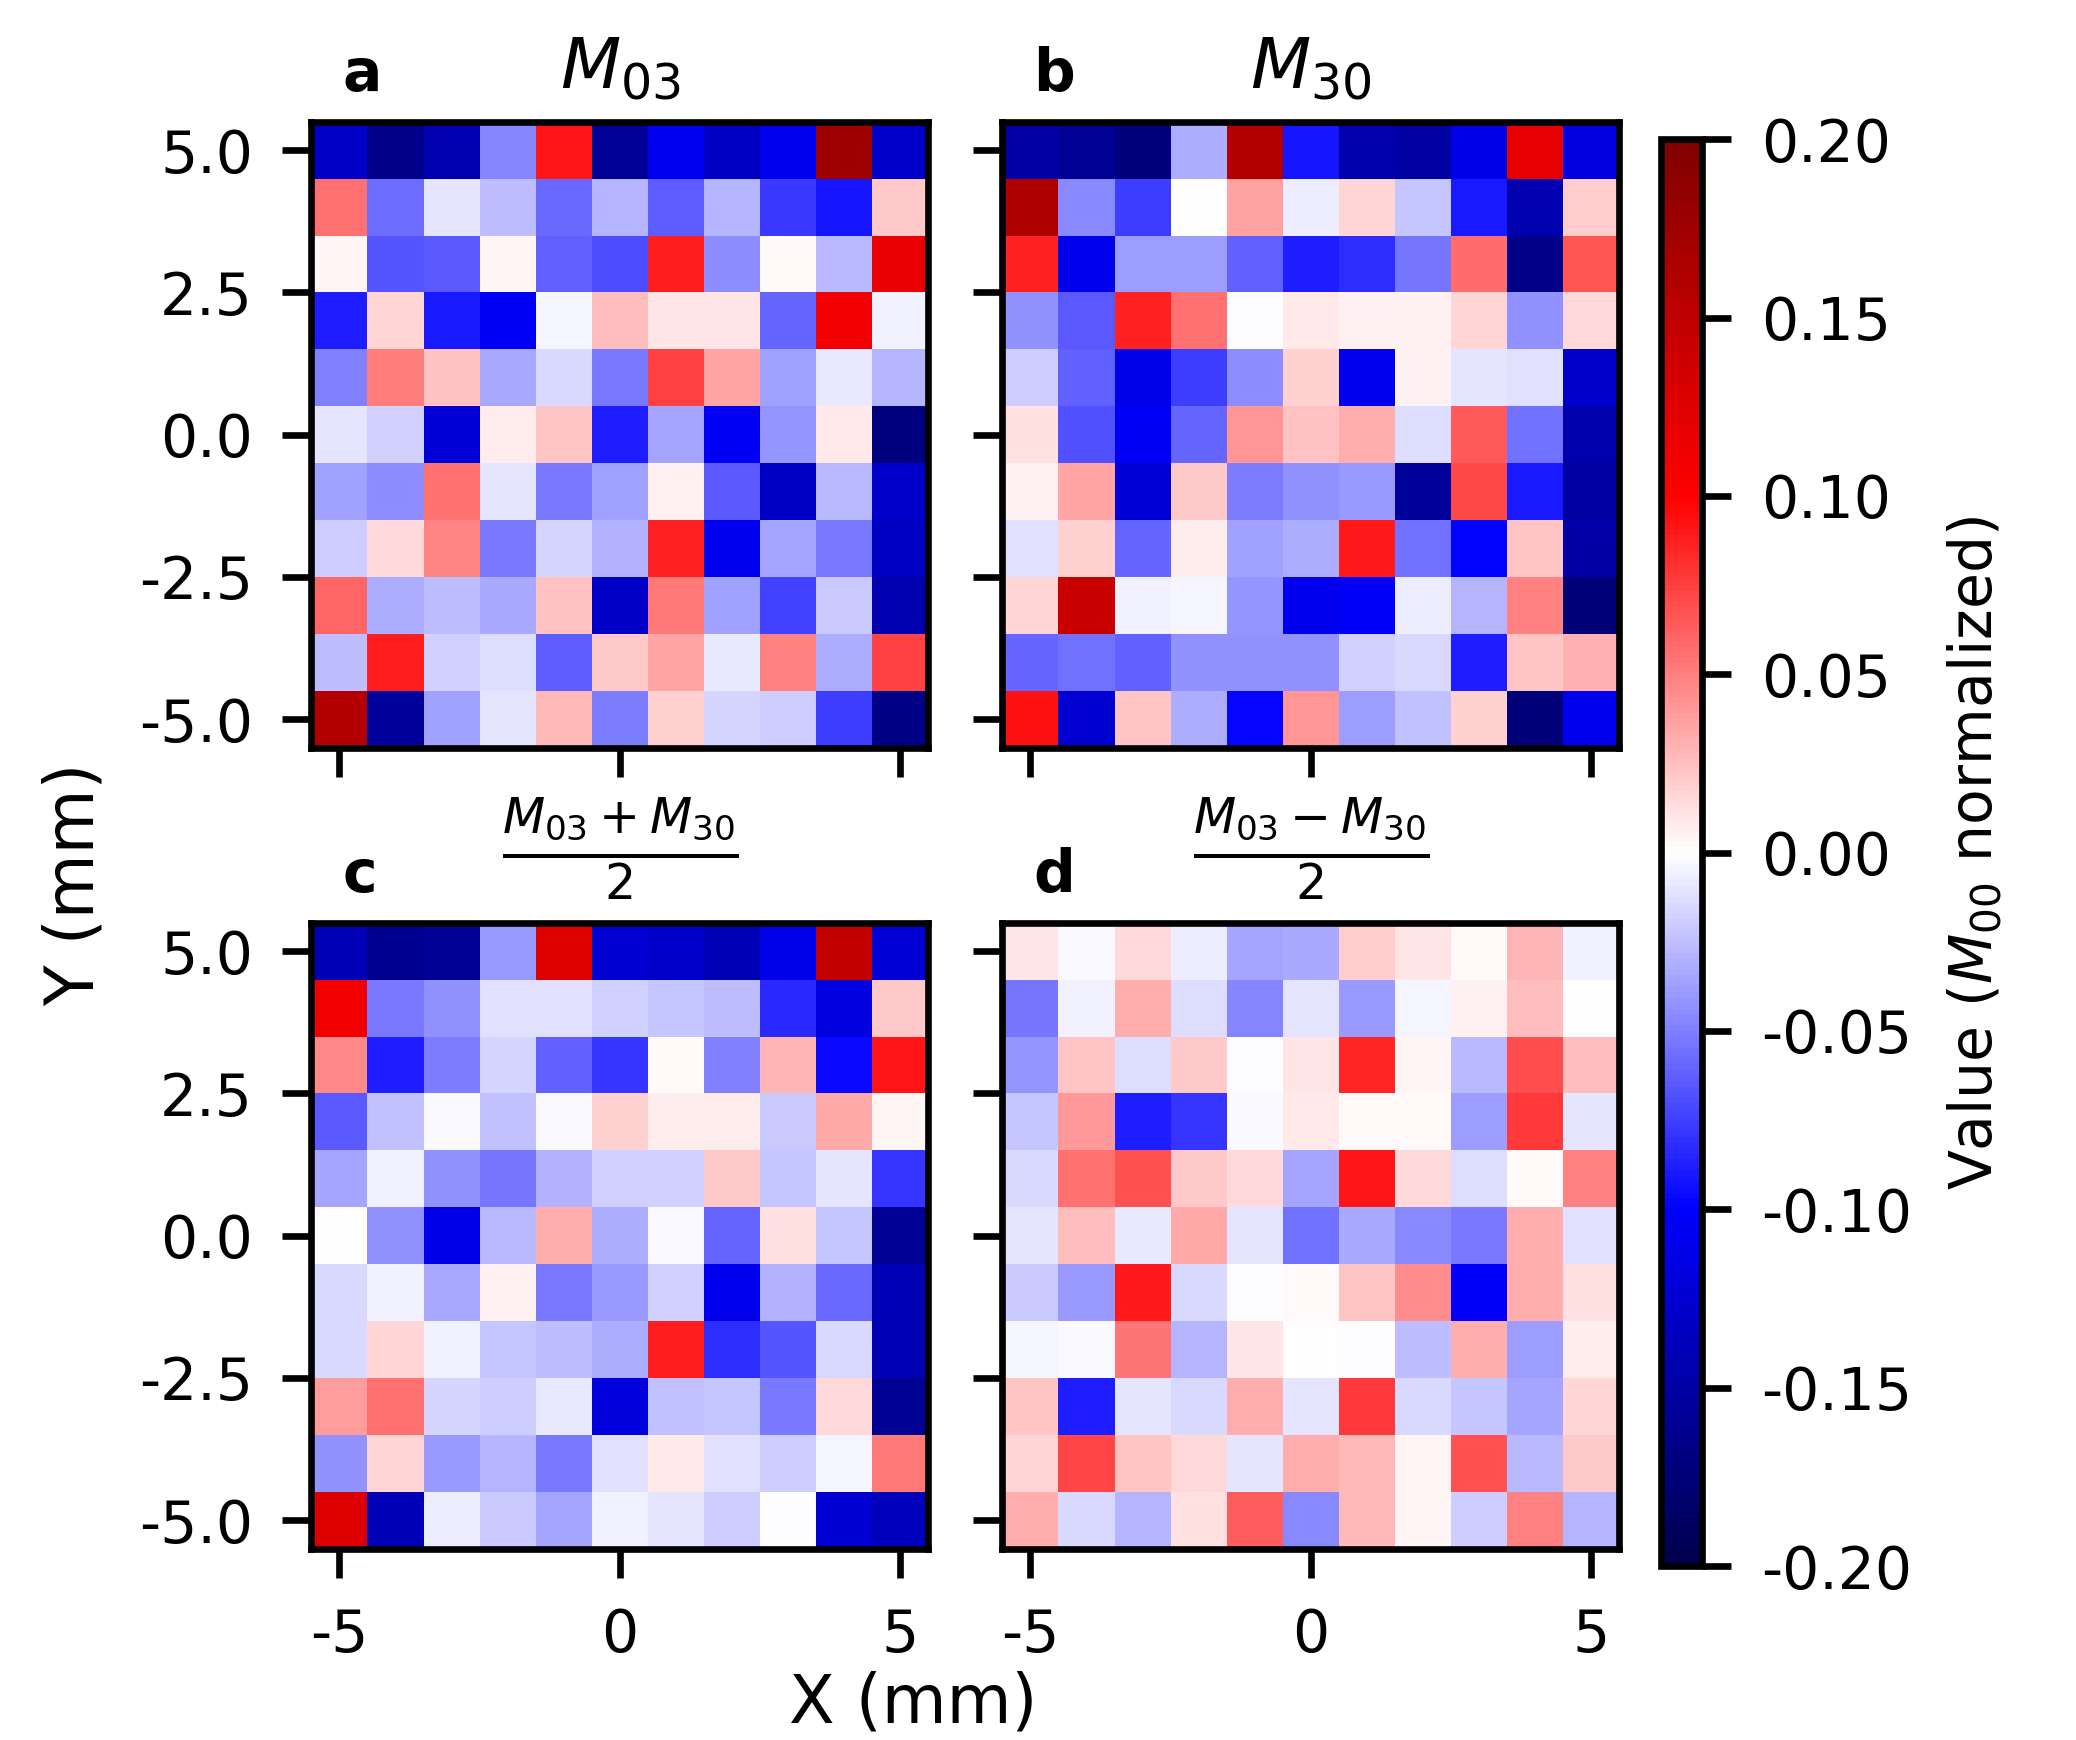 a M₀₃
b M₃₀
5.0
2.5
0.0
-2.5
-5.0
c (M₀₃ + M₃₀)/2
d (M₀₃ − M₃₀)/2
5.0
2.5
0.0
-2.5
-5.0
-5 0 5
-5 0 5
X (mm)
Y (mm)
0.20
0.15
0.10
0.05
0.00
-0.05
-0.10
-0.15
-0.20
Value (M₀₀ normalized)